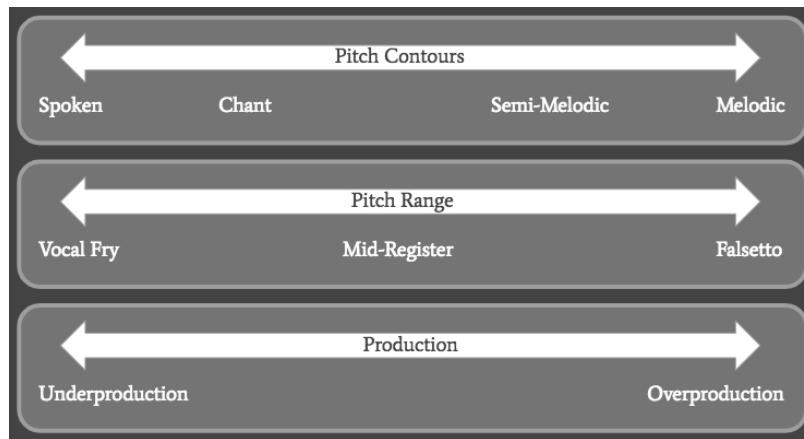 Pitch Contours
Spoken Chant Semi-Melodic Melodic
Pitch Range
Vocal Fry Mid-Register Falsetto
Production
Underproduction Overproduction